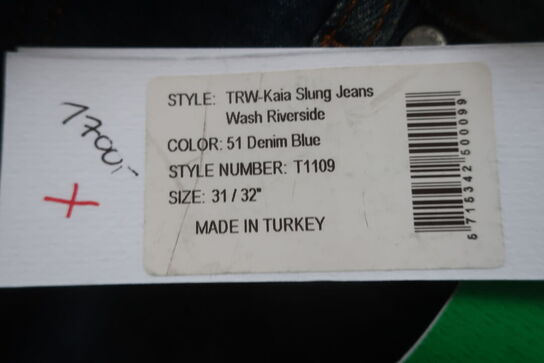 1700,-
STYLE: TRW-Kaia Slung Jeans
Wash Riverside
COLOR: 51 Denim Blue
STYLE NUMBER: T1109
SIZE: 31 / 32"
MADE IN TURKEY
5 715342 500099